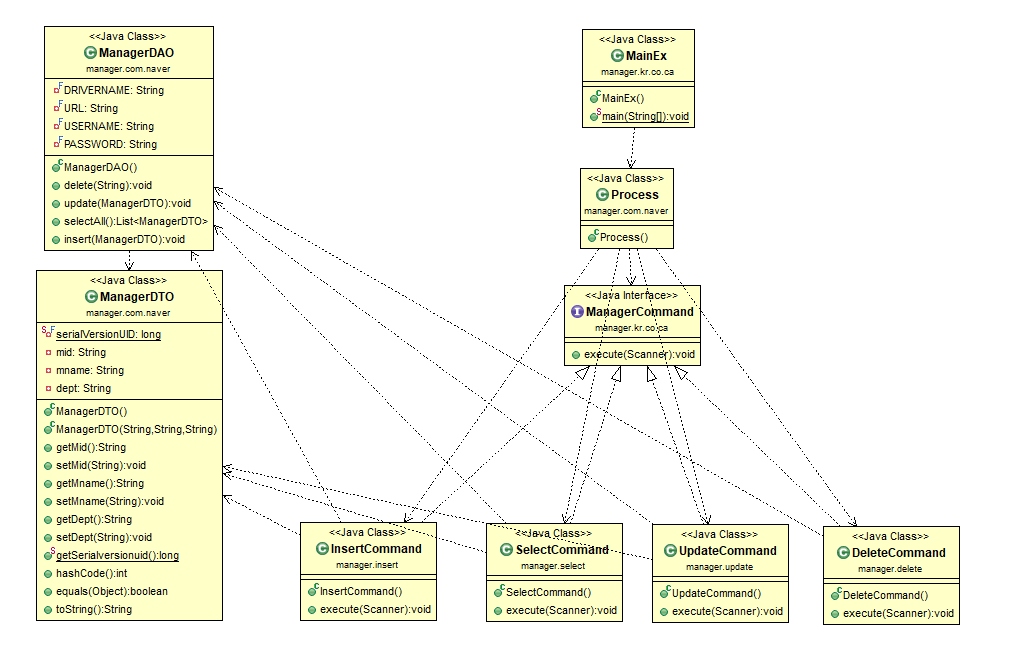 <<Java Class>>
ManagerDAO
manager.com.naver
DRIVERNAME: String
URL: String
USERNAME: String
PASSWORD: String
ManagerDAO()
delete(String):void
update(ManagerDTO):void
selectAll():List<ManagerDTO>
insert(ManagerDTO):void
<<Java Class>>
ManagerDTO
manager.com.naver
serialVersionUID: long
mid: String
mname: String
dept: String
ManagerDTO()
ManagerDTO(String,String,String)
getMid():String
setMid(String):void
getMname():String
setMname(String):void
getDept():String
setDept(String):void
getSerialversionuid():long
hashCode():int
equals(Object):boolean
toString():String
<<Java Class>>
MainEx
manager.kr.co.ca
MainEx()
main(String[]):void
<<Java Class>>
Process
manager.com.naver
Process()
<<Java Interface>>
ManagerCommand
manager.kr.co.ca
execute(Scanner):void
<<Java Class>>
InsertCommand
manager.insert
InsertCommand()
execute(Scanner):void
<<Java Class>>
SelectCommand
manager.select
SelectCommand()
execute(Scanner):void
<<Java Class>>
UpdateCommand
manager.update
UpdateCommand()
execute(Scanner):void
<<Java Class>>
DeleteCommand
manager.delete
DeleteCommand()
execute(Scanner):void